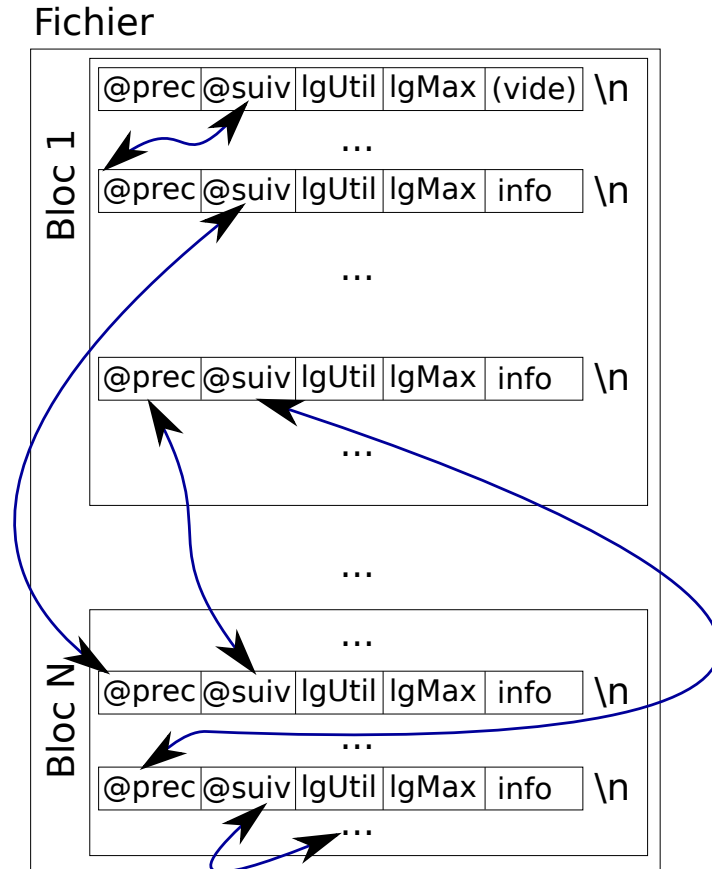 Fichier
Bloc 1
@prec @suiv lgUtil lgMax (vide) \n
...
@prec @suiv lgUtil lgMax info \n
...
@prec @suiv lgUtil lgMax info \n
...
...
Bloc N
...
@prec @suiv lgUtil lgMax info \n
...
@prec @suiv lgUtil lgMax info \n
...